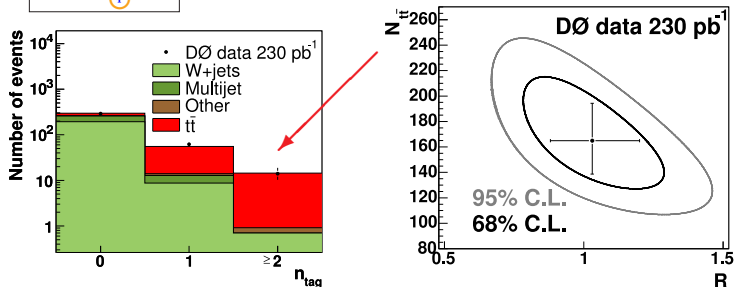 DØ data 230 pb-1
W+jets
Multijet
Other
tt̄
Number of events
10^4
10^3
10^2
10
1
0
1
≥2
n_tag
DØ data 230 pb-1
N_tt̄
260
240
220
200
180
160
140
120
100
80
95% C.L.
68% C.L.
0.5
1
1.5
R